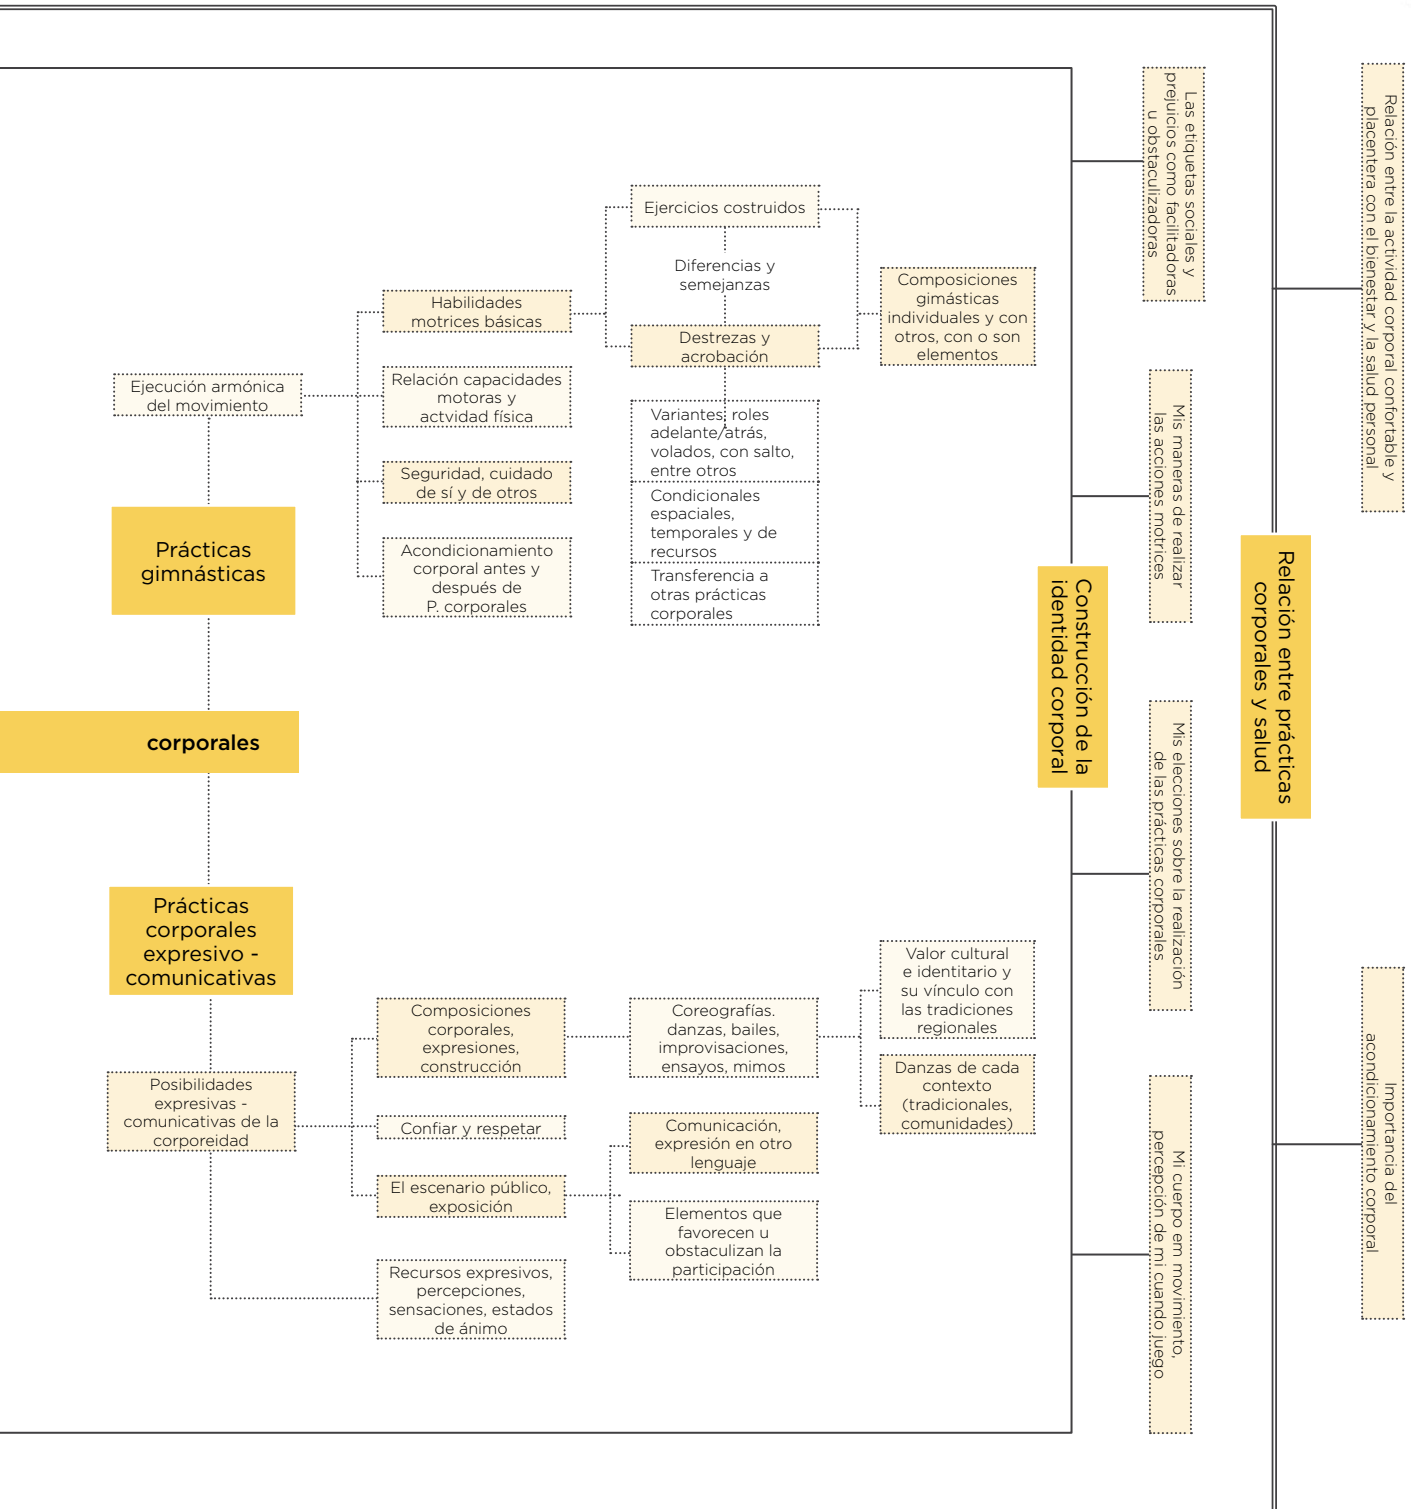 Ejercicios costruidos
Diferencias y
semejanzas
Habilidades
motrices básicas
Destrezas y
acrobación
Composiciones
gimásticas
individuales y con
otros, con o son
elementos
Ejecución armónica
del movimiento
Relación capacidades
motoras y
actvidad física
Variantes, roles
adelante/atrás,
volados, con salto,
entre otros
Seguridad, cuidado
de sí y de otros
Condicionales
espaciales,
temporales y de
recursos
Prácticas
gimnásticas
Acondicionamiento
corporal antes y
después de
P. corporales
Transferencia a
otras prácticas
corporales
corporales
Prácticas
corporales
expresivo -
comunicativas
Posibilidades
expresivas -
comunicativas de la
corporeidad
Composiciones
corporales,
expresiones,
construcción
Coreografías.
danzas, bailes,
improvisaciones,
ensayos, mimos
Valor cultural
e identitario y
su vínculo con
las tradiciones
regionales
Danzas de cada
contexto
(tradicionales,
comunidades)
Confiar y respetar
Comunicación,
expresión en otro
lenguaje
El escenario público,
exposición
Elementos que
favorecen u
obstaculizan la
participación
Recursos expresivos,
percepciones,
sensaciones, estados
de ánimo
Construcción de la
identidad corporal
Las etiquetas sociales y
prejuicios como facilitadoras
u obstaculizadoras
Mis maneras de realizar
las acciones motrices
Mis elecciones sobre la realización
de las prácticas corporales
Mi cuerpo em movimiento,
percepción de mi cuando juego
Relación entre prácticas
corporales y salud
Relación entre la actividad corporal confortable y
placentera con el bienestar y la salud personal
Importancia del
acondicionamiento corporal